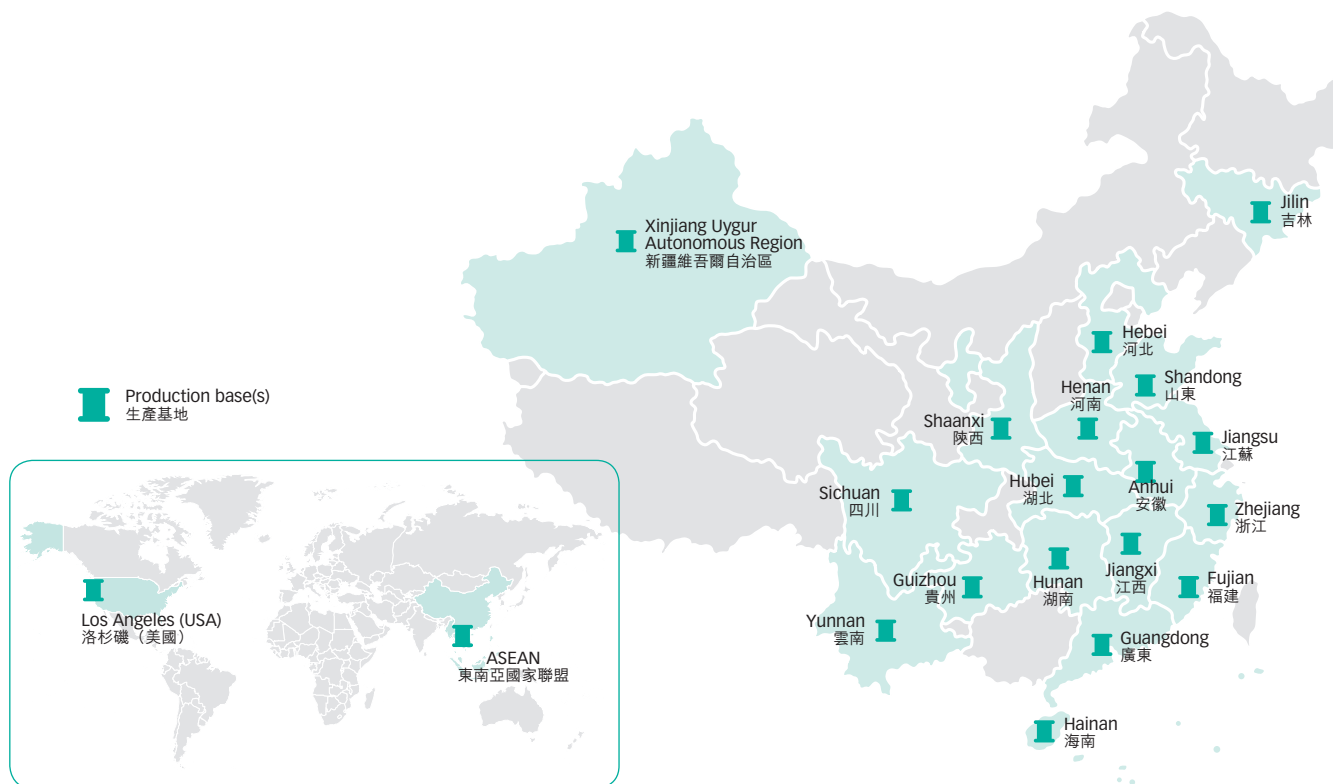 Xinjiang Uygur
Autonomous Region
新疆維吾爾自治區
Jilin
吉林
Hebei
河北
Shandong
山東
Henan
河南
Shaanxi
陝西
Jiangsu
江蘇
Production base(s)
生產基地
Sichuan
四川
Hubei
湖北
Anhui
安徽
Zhejiang
浙江
Guizhou
貴州
Hunan
湖南
Jiangxi
江西
Fujian
福建
Yunnan
雲南
Guangdong
廣東
Hainan
海南
Los Angeles (USA)
洛杉磯（美國）
ASEAN
東南亞國家聯盟